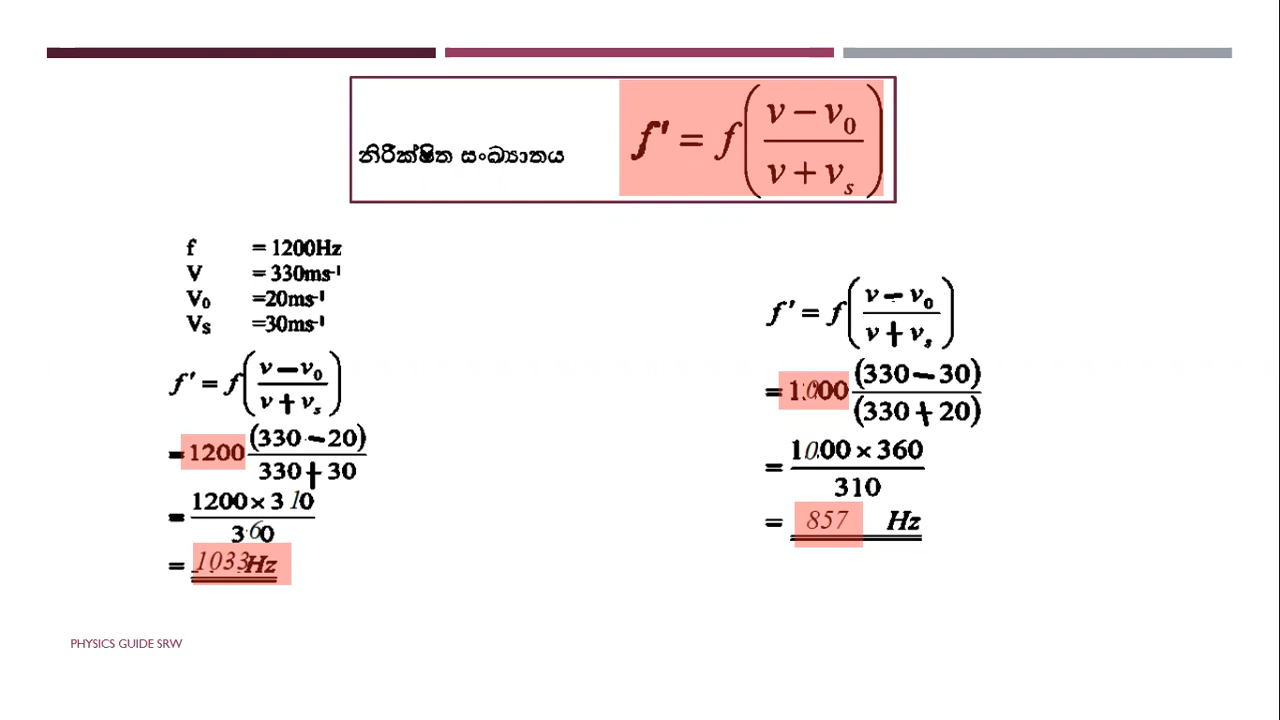 නිරීක්ෂිත සංඛ්‍යාතය f' = f((v − v₀)/(v + vₛ))
f = 1200Hz
V = 330ms⁻¹
V₀ =20ms⁻¹
Vₛ =30ms⁻¹
f' = f((v − v₀)/(v + vₛ))
= 1200 (330 − 20)/(330 + 30)
= (1200 × 310)/360
= 1033Hz
f' = f((v − v₀)/(v + vₛ))
= 1000 (330 − 30)/(330 + 20)
= (1000 × 360)/310
= 857 Hz
PHYSICS GUIDE SRW